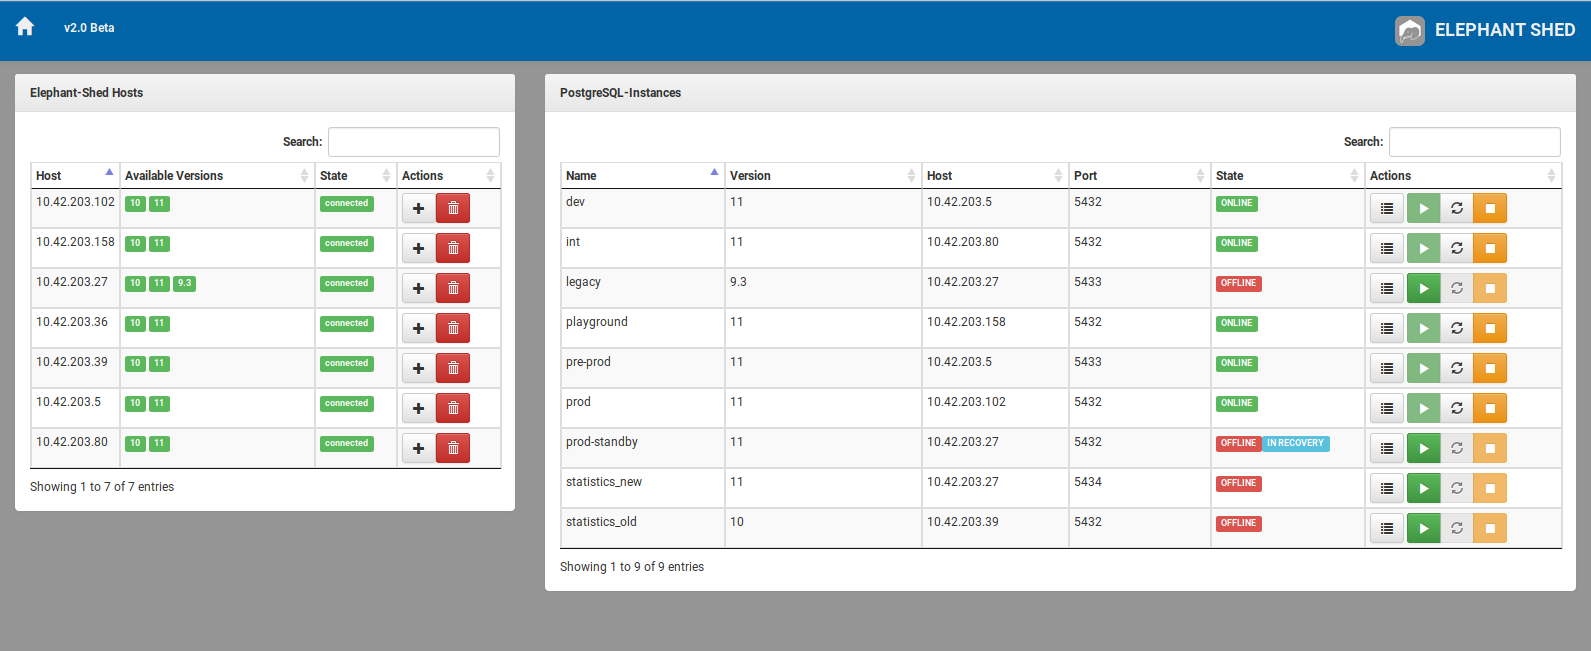 v2.0 Beta
ELEPHANT SHED
Elephant-Shed Hosts
Search:
Host Available Versions State Actions
10.42.203.102 10 11 connected
10.42.203.158 10 11 connected
10.42.203.27 10 11 9.3 connected
10.42.203.36 10 11 connected
10.42.203.39 10 11 connected
10.42.203.5 10 11 connected
10.42.203.80 10 11 connected
Showing 1 to 7 of 7 entries
PostgreSQL-Instances
Search:
Name Version Host Port State Actions
dev 11 10.42.203.5 5432 ONLINE
int 11 10.42.203.80 5432 ONLINE
legacy 9.3 10.42.203.27 5433 OFFLINE
playground 11 10.42.203.158 5432 ONLINE
pre-prod 11 10.42.203.5 5433 ONLINE
prod 11 10.42.203.102 5432 ONLINE
prod-standby 11 10.42.203.27 5432 OFFLINE IN RECOVERY
statistics_new 11 10.42.203.27 5434 OFFLINE
statistics_old 10 10.42.203.39 5432 OFFLINE
Showing 1 to 9 of 9 entries